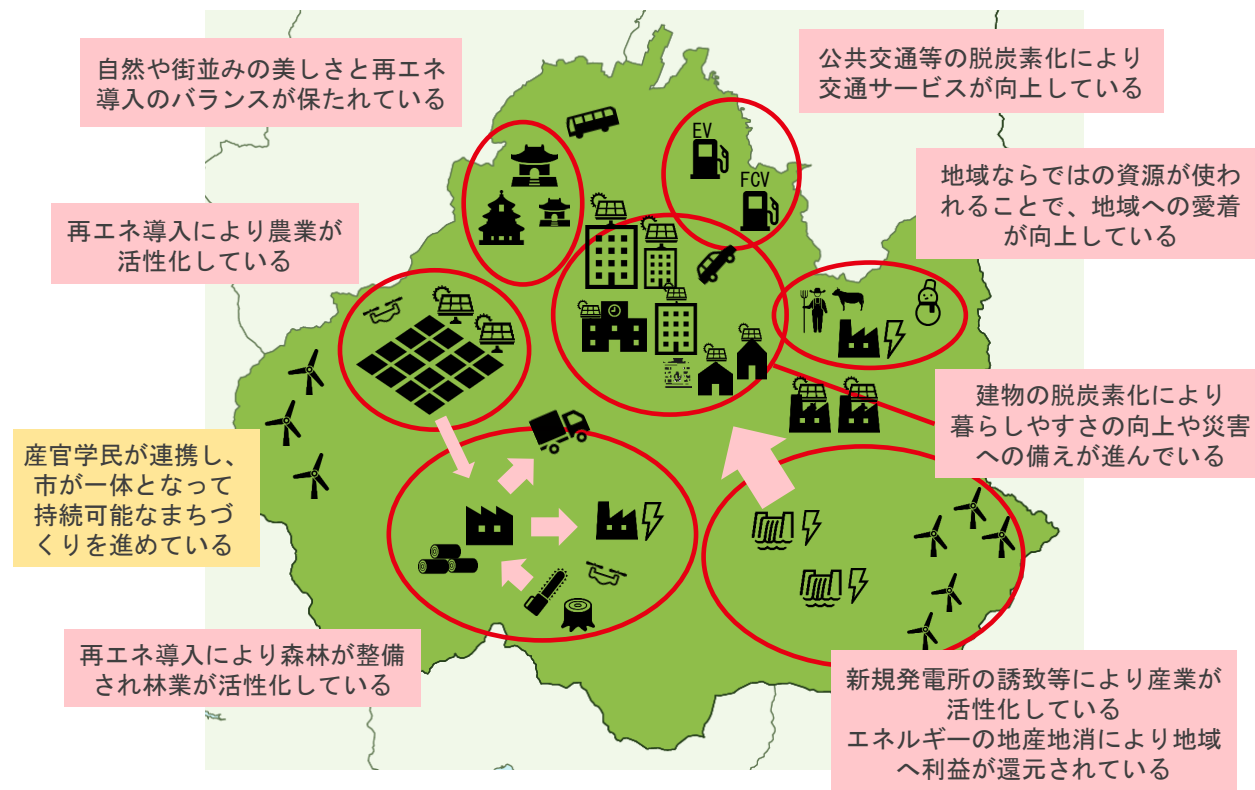 自然や街並みの美しさと再エネ
導入のバランスが保たれている
公共交通等の脱炭素化により
交通サービスが向上している
EV
FCV
地域ならではの資源が使わ
れることで、地域への愛着
が向上している
再エネ導入により農業が
活性化している
建物の脱炭素化により
暮らしやすさの向上や災害
への備えが進んでいる
産官学民が連携し、
市が一体となって
持続可能なまちづ
くりを進めている
再エネ導入により森林が整備
され林業が活性化している
新規発電所の誘致等により産業が
活性化している
エネルギーの地産地消により地域
へ利益が還元されている